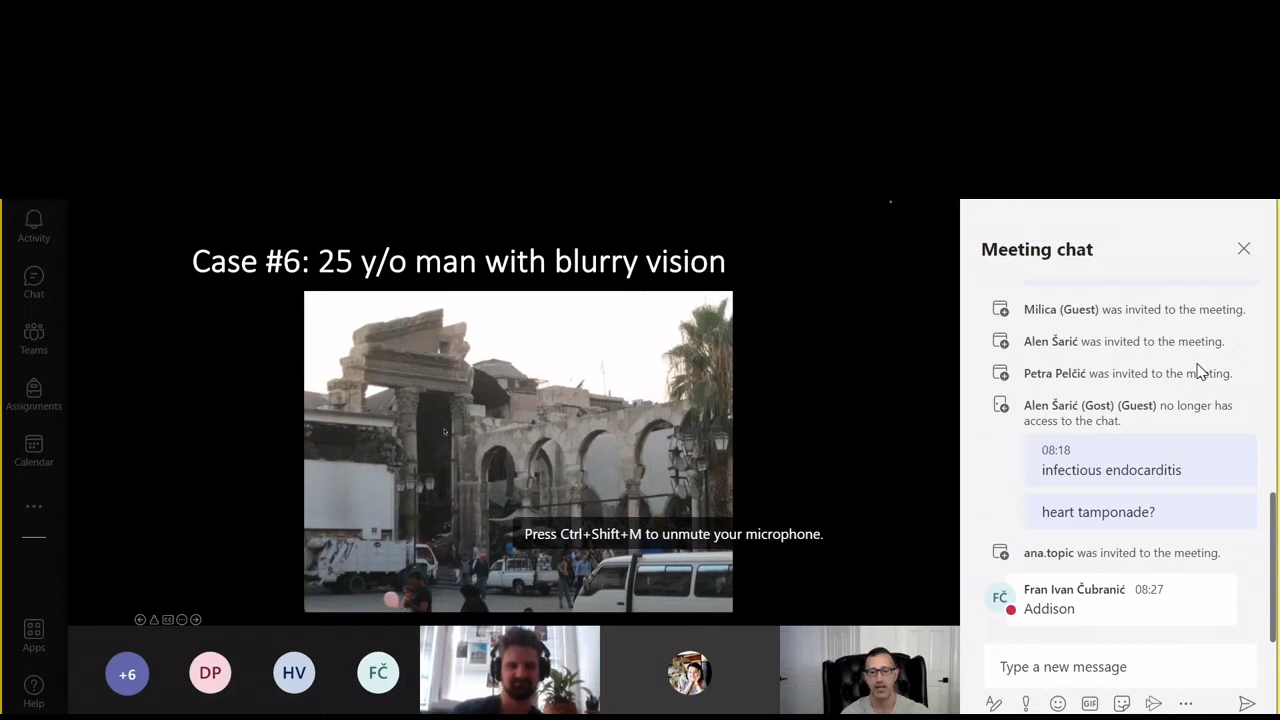 Activity
Chat
Teams
Assignments
Calendar
Apps
Help
Case #6: 25 y/o man with blurry vision
Press Ctrl+Shift+M to unmute your microphone.
+6
DP
HV
FČ
Meeting chat
Milica (Guest) was invited to the meeting.
Alen Šarić was invited to the meeting.
Petra Pelčić was invited to the meeting.
Alen Šarić (Gost) (Guest) no longer has
access to the chat.
08:18
infectious endocarditis
heart tamponade?
ana.topic was invited to the meeting.
FČ
Fran Ivan Čubranić 08:27
Addison
Type a new message
GIF